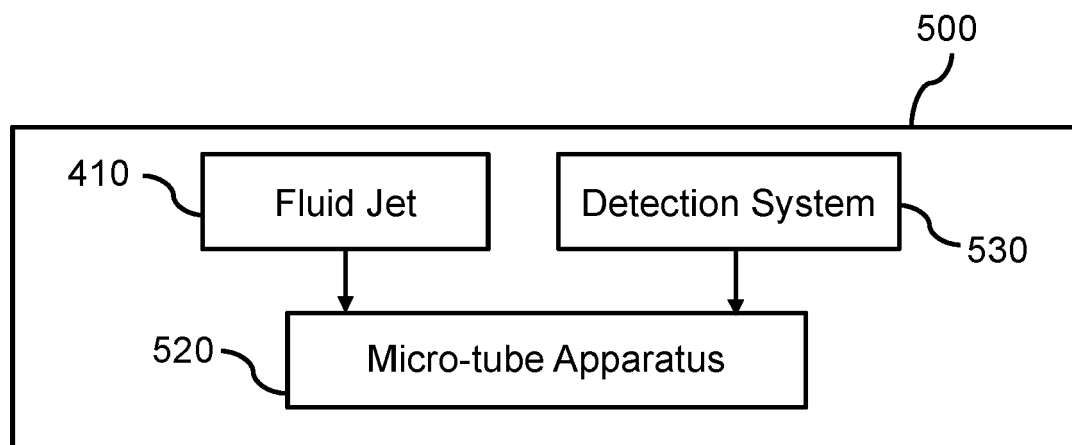 500
410
Fluid Jet
Detection System
530
520
Micro-tube Apparatus